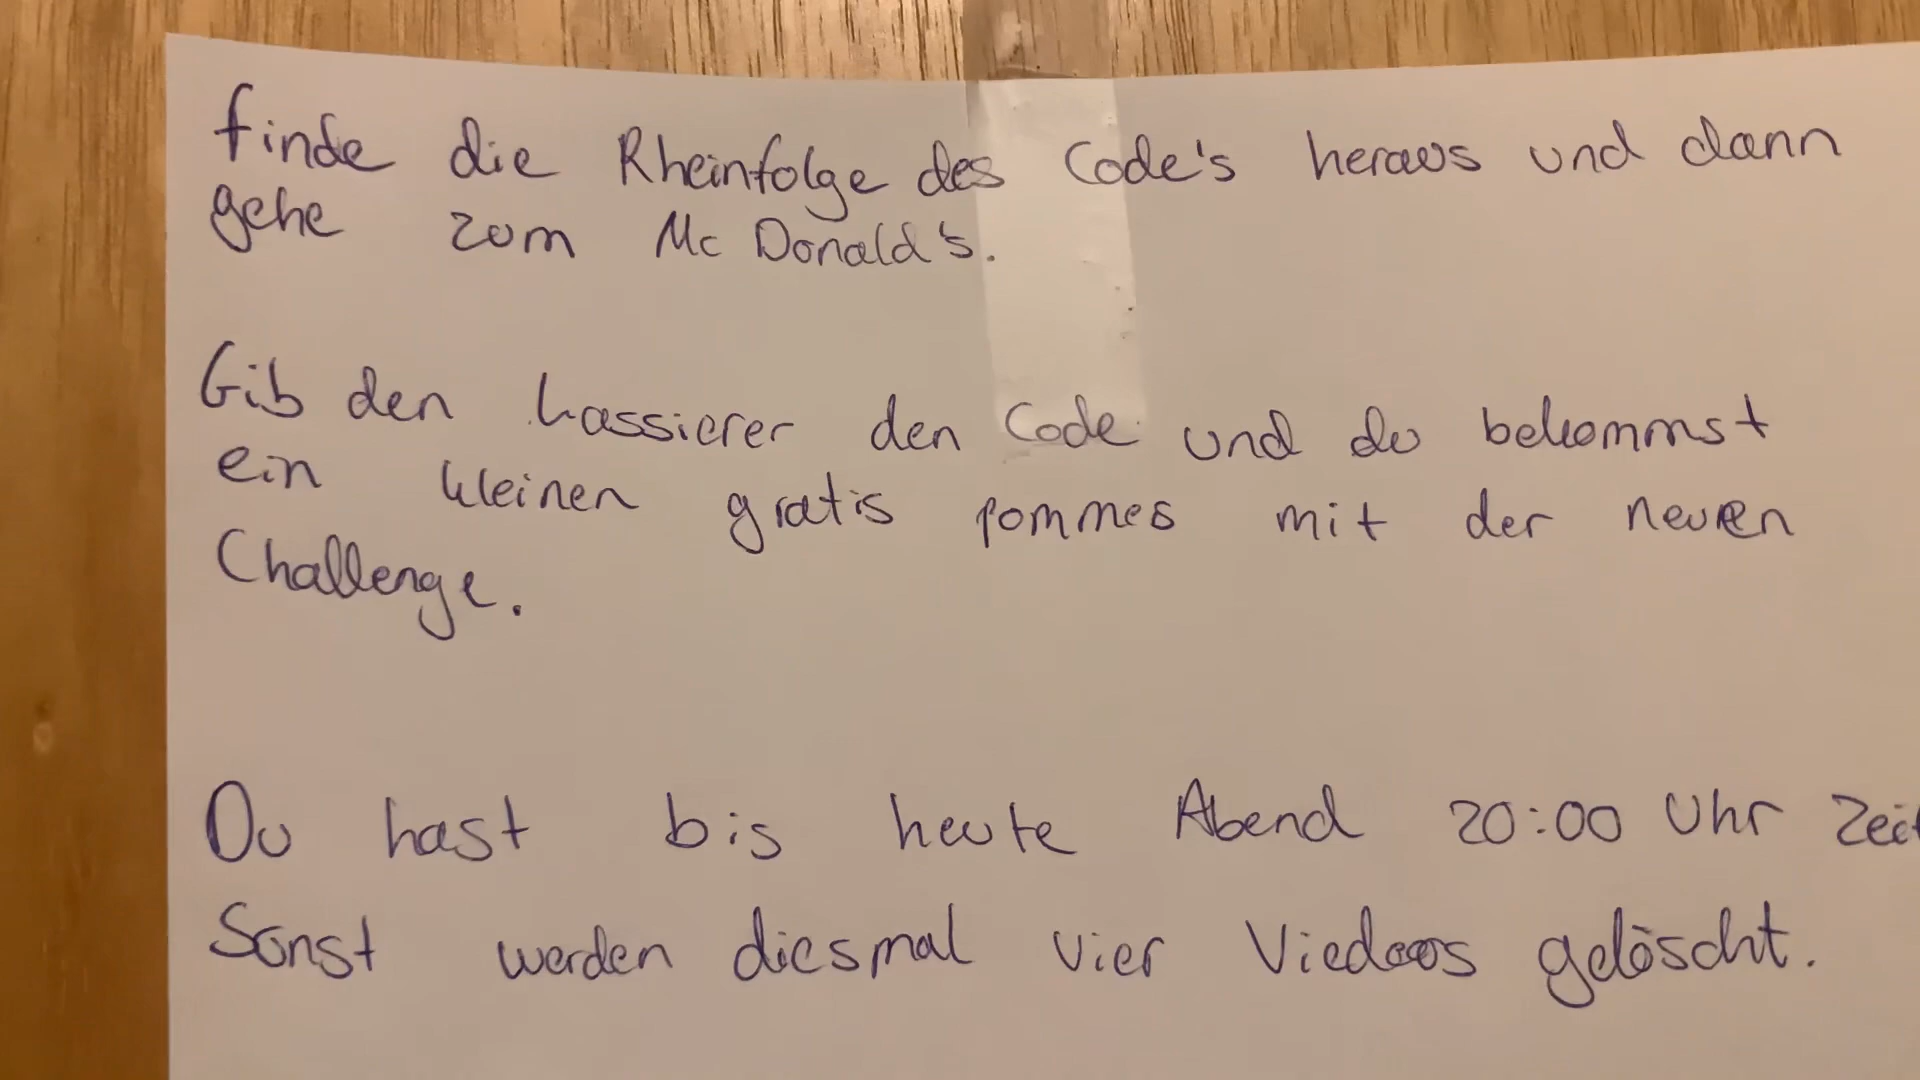 finde die Rheinfolge des Code's heraus und dann
gehe zum Mc Donald's.
Gib den kassierer den Code und du bekommst
ein kleinen gratis pommes mit der neuen
Challenge.
Du hast bis heute Abend 20:00 Uhr Zeit
Sonst werden diesmal vier Viedeos gelöscht.